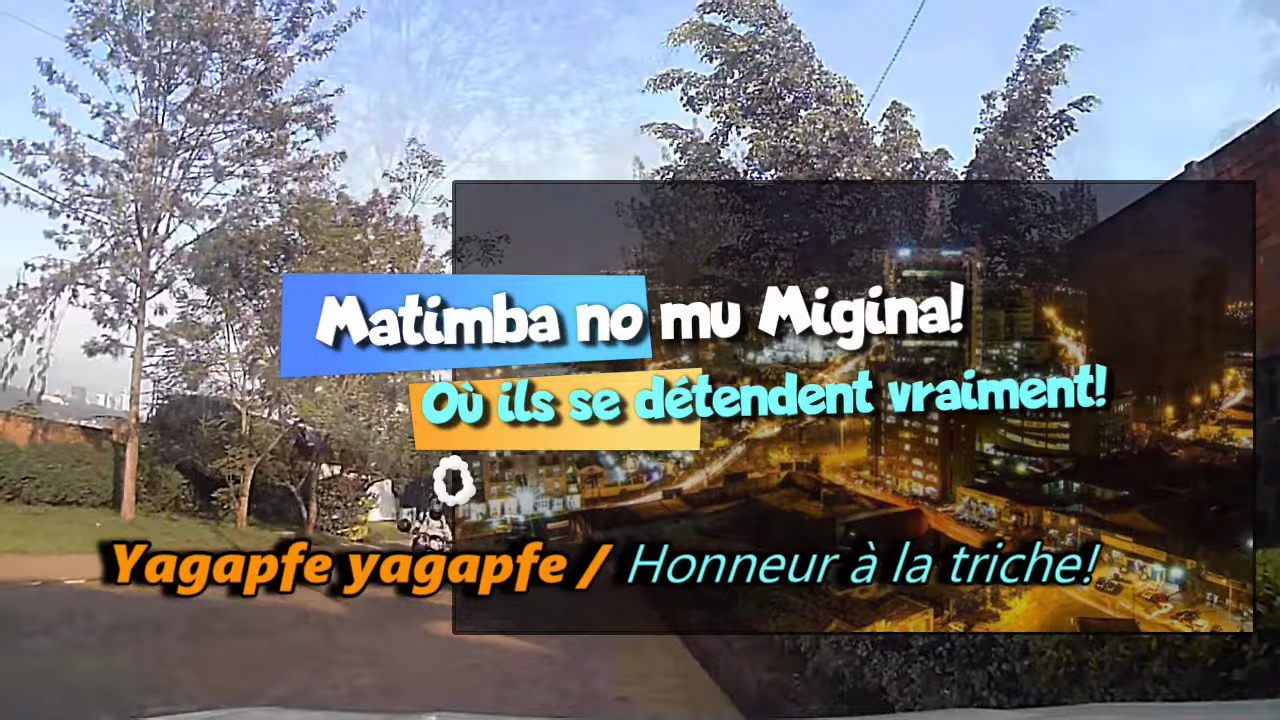 Matimba no mu Migina!
Où ils se détendent vraiment!
Yagapfe yagapfe / Honneur à la triche!